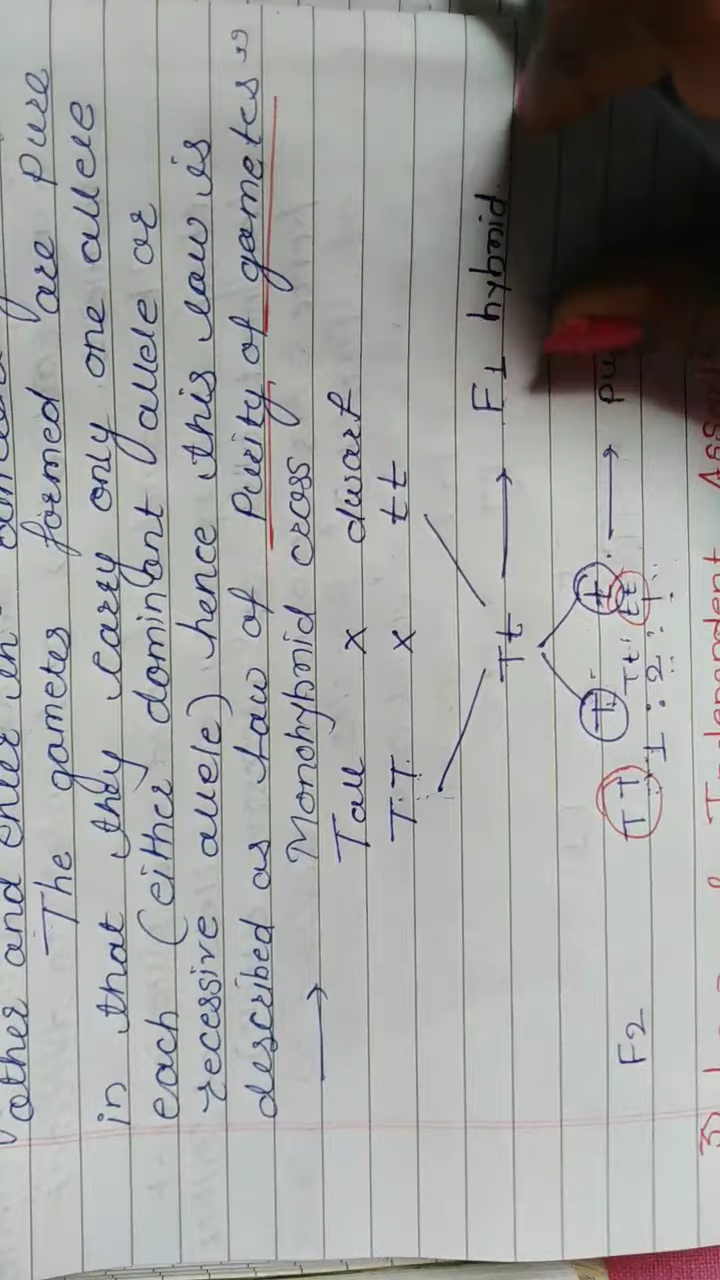 other and enter in
The gametes formed are pure
in that they carry only one allele
each (either dominant allele or
recessive allele) hence this law is
described as law of Purity of gametes"
→ Monohybrid cross
Tall x dwarf
TT x tt
Tt → F1 hybrid
T t → pu
F2 TT Tt tt
1 : 2 : 1
3) Independent